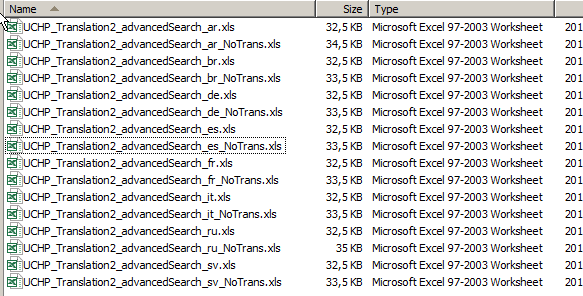 Name Size Type
UCHP_Translation2_advancedSearch_ar.xls 32,5 KB Microsoft Excel 97-2003 Worksheet 201
UCHP_Translation2_advancedSearch_ar_NoTrans.xls 34,5 KB Microsoft Excel 97-2003 Worksheet 201
UCHP_Translation2_advancedSearch_br.xls 32,5 KB Microsoft Excel 97-2003 Worksheet 201
UCHP_Translation2_advancedSearch_br_NoTrans.xls 33,5 KB Microsoft Excel 97-2003 Worksheet 201
UCHP_Translation2_advancedSearch_de.xls 32,5 KB Microsoft Excel 97-2003 Worksheet 201
UCHP_Translation2_advancedSearch_de_NoTrans.xls 33,5 KB Microsoft Excel 97-2003 Worksheet 201
UCHP_Translation2_advancedSearch_es.xls 32,5 KB Microsoft Excel 97-2003 Worksheet 201
UCHP_Translation2_advancedSearch_es_NoTrans.xls 33,5 KB Microsoft Excel 97-2003 Worksheet 201
UCHP_Translation2_advancedSearch_fr.xls 32,5 KB Microsoft Excel 97-2003 Worksheet 201
UCHP_Translation2_advancedSearch_fr_NoTrans.xls 33,5 KB Microsoft Excel 97-2003 Worksheet 201
UCHP_Translation2_advancedSearch_it.xls 32,5 KB Microsoft Excel 97-2003 Worksheet 201
UCHP_Translation2_advancedSearch_it_NoTrans.xls 33,5 KB Microsoft Excel 97-2003 Worksheet 201
UCHP_Translation2_advancedSearch_ru.xls 32,5 KB Microsoft Excel 97-2003 Worksheet 201
UCHP_Translation2_advancedSearch_ru_NoTrans.xls 35 KB Microsoft Excel 97-2003 Worksheet 201
UCHP_Translation2_advancedSearch_sv.xls 32,5 KB Microsoft Excel 97-2003 Worksheet 201
UCHP_Translation2_advancedSearch_sv_NoTrans.xls 33,5 KB Microsoft Excel 97-2003 Worksheet 201